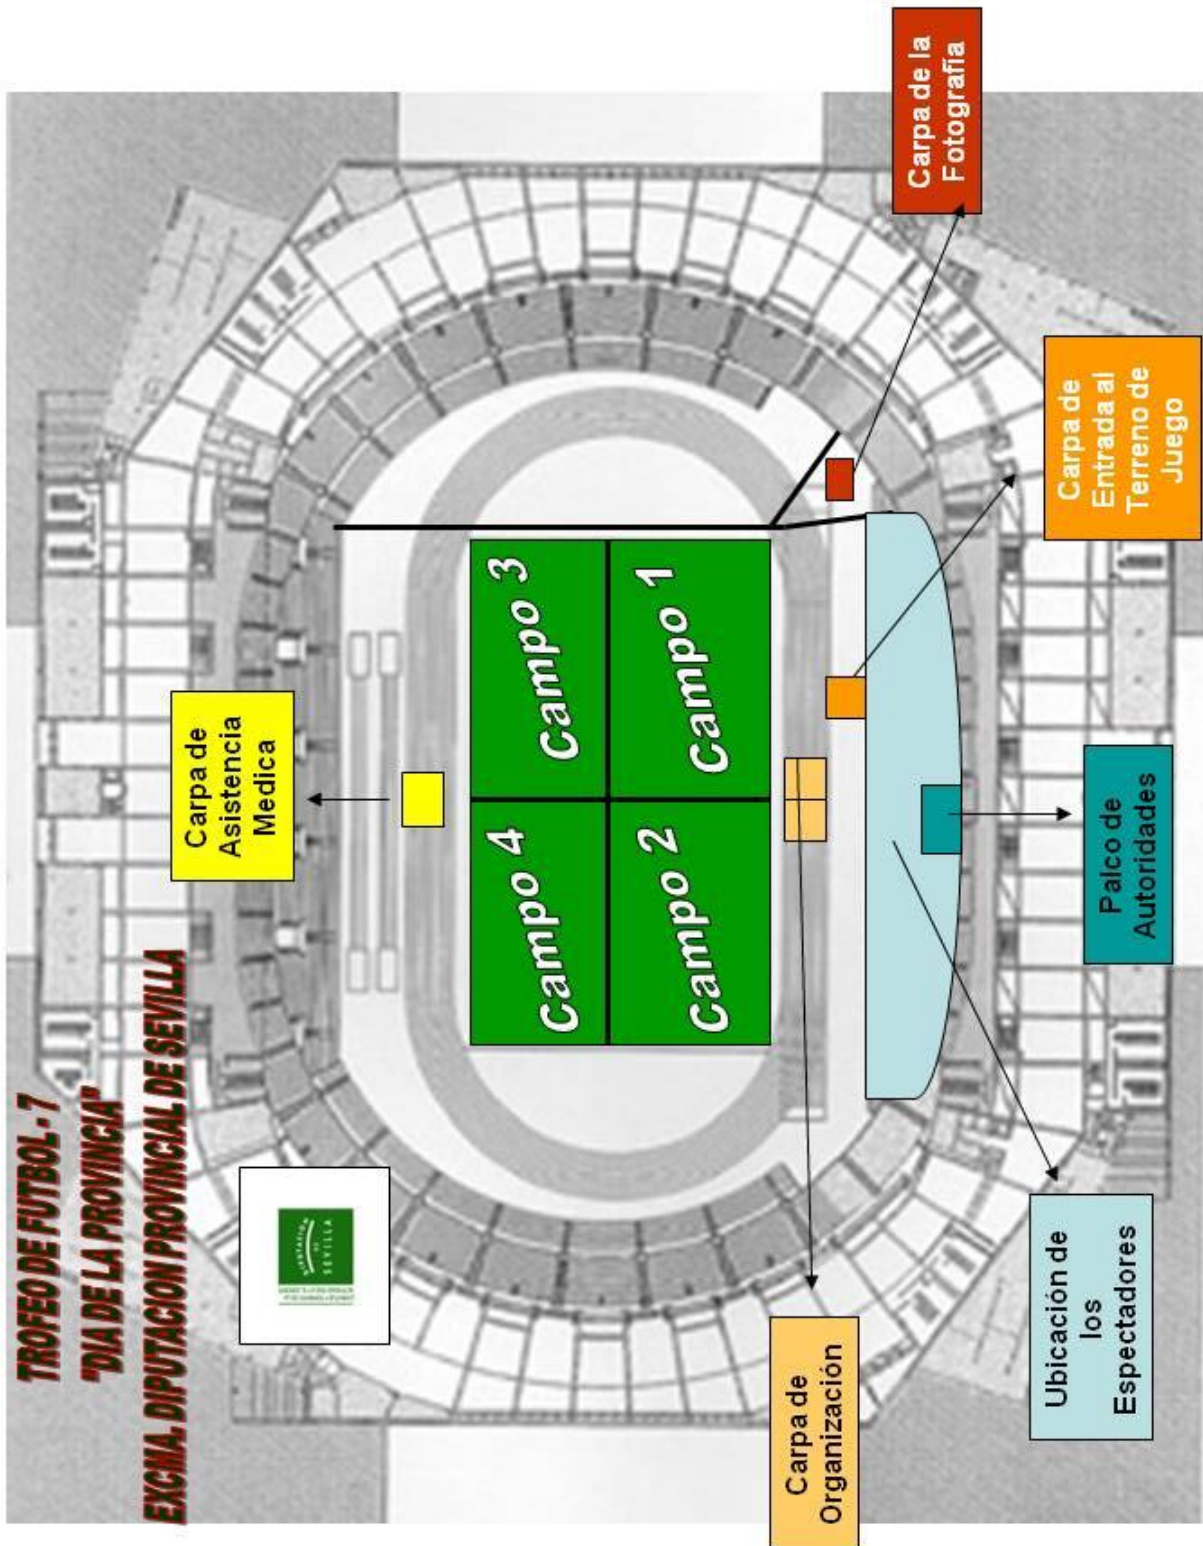 TROFEO DE FUTBOL - 7
"DIA DE LA PROVINCIA"
EXCMA. DIPUTACION PROVINCIAL DE SEVILLA
DIPUTACIÓN
DE
SEVILLA
Carpa de
Asistencia
Medica
Campo 4
Campo 3
Campo 2
Campo 1
Carpa de
Organización
Ubicación de
los
Espectadores
Palco de
Autoridades
Carpa de
Entrada al
Terreno de
Juego
Carpa de la
Fotografía